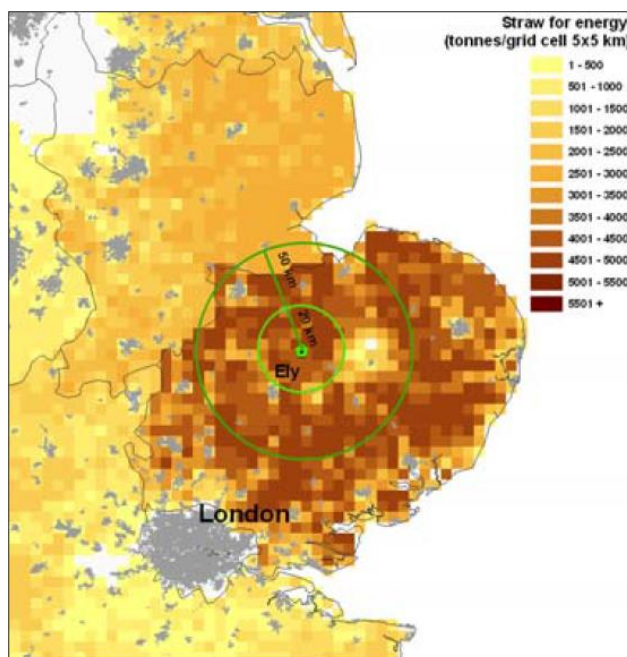 Straw for energy
(tonnes/grid cell 5x5 km)
1 - 500
501 - 1000
1001 - 1500
1501 - 2000
2001 - 2500
2501 - 3000
3001 - 3500
3501 - 4000
4001 - 4500
4501 - 5000
5001 - 5500
5501 +
50 km
20 km
Ely
London